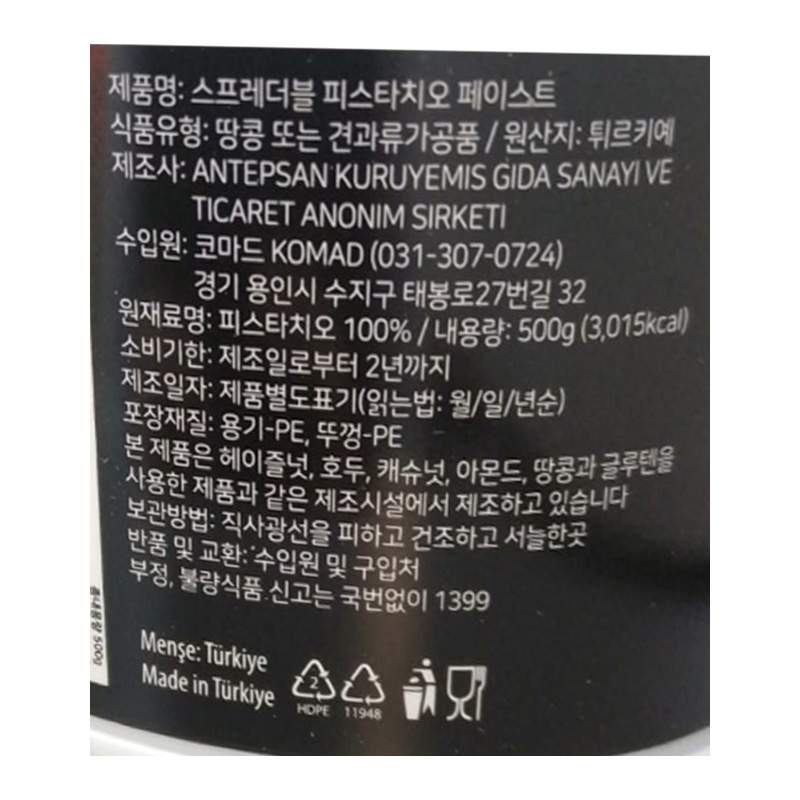 제품명: 스프레더블 피스타치오 페이스트
식품유형: 땅콩 또는 견과류가공품 / 원산지: 튀르키예
제조사: ANTEPSAN KURUYEMIS GIDA SANAYI VE
TICARET ANONIM SIRKETI
수입원: 코마드 KOMAD (031-307-0724)
경기 용인시 수지구 태봉로27번길 32
원재료명: 피스타치오 100% / 내용량: 500g (3,015kcal)
소비기한: 제조일로부터 2년까지
제조일자: 제품별도표기(읽는법: 월/일/년순)
포장재질: 용기-PE, 뚜껑-PE
본 제품은 헤이즐넛, 호두, 캐슈넛, 아몬드, 땅콩과 글루텐을
사용한 제품과 같은 제조시설에서 제조하고 있습니다
보관방법: 직사광선을 피하고 건조하고 서늘한곳
반품 및 교환: 수입원 및 구입처
부정, 불량식품 신고는 국번없이 1399
Menşe: Türkiye
Made in Türkiye
2
HDPE 11948
총내용량 500g